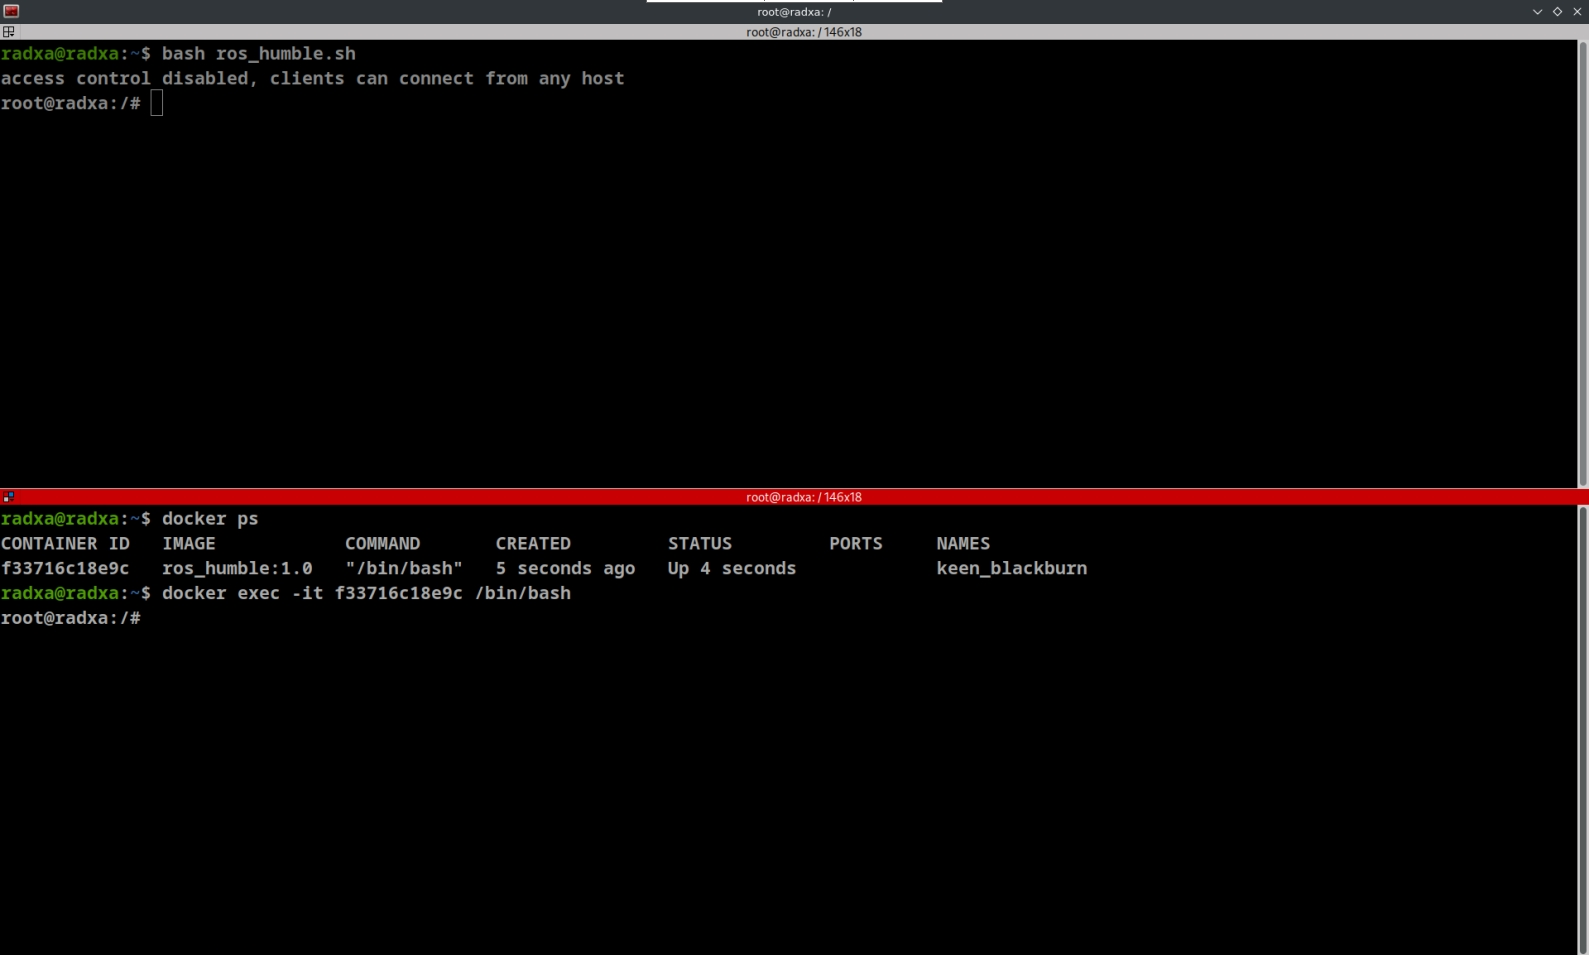 root@radxa: /
root@radxa: / 146x18
radxa@radxa:~$ bash ros_humble.sh
access control disabled, clients can connect from any host
root@radxa:/#
root@radxa: / 146x18
radxa@radxa:~$ docker ps
CONTAINER ID   IMAGE            COMMAND       CREATED         STATUS         PORTS     NAMES
f33716c18e9c   ros_humble:1.0   "/bin/bash"   5 seconds ago   Up 4 seconds             keen_blackburn
radxa@radxa:~$ docker exec -it f33716c18e9c /bin/bash
root@radxa:/#